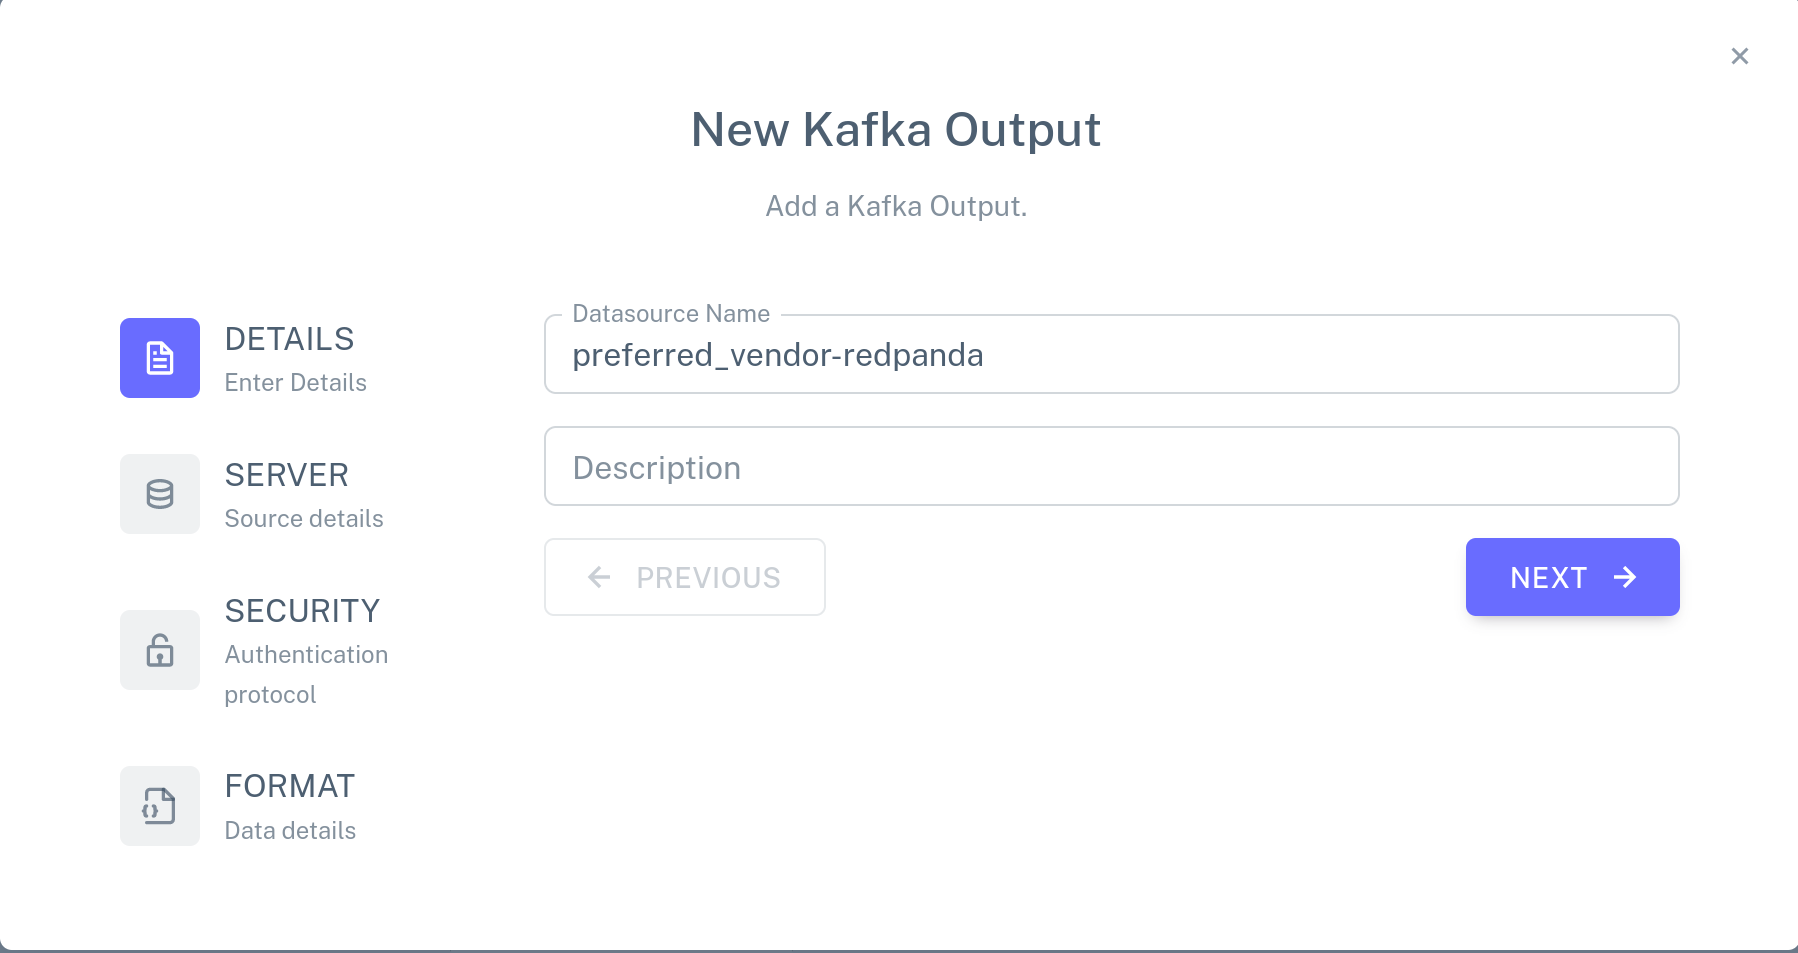 New Kafka Output
Add a Kafka Output.
DETAILS
Enter Details
SERVER
Source details
SECURITY
Authentication
protocol
FORMAT
Data details
Datasource Name
preferred_vendor-redpanda
Description
PREVIOUS
NEXT